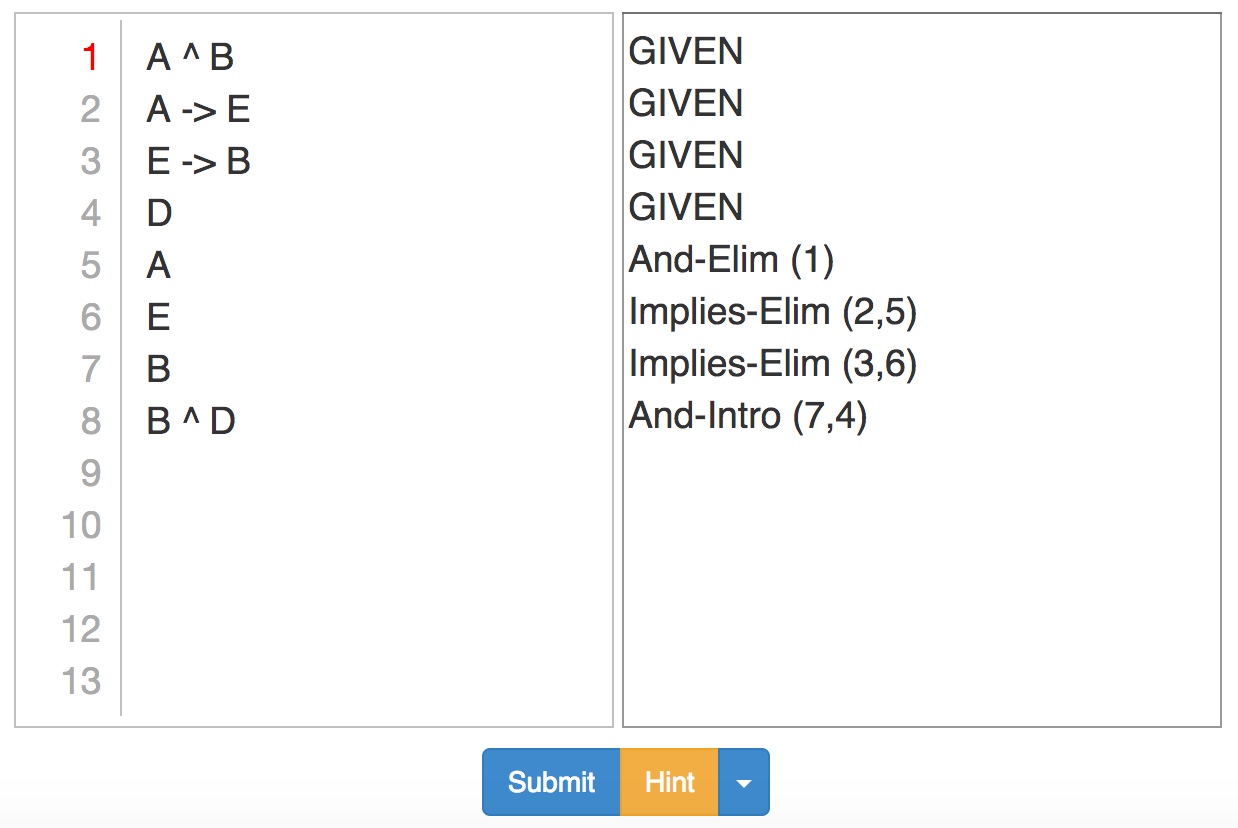 1 A ^ B GIVEN
2 A -> E GIVEN
3 E -> B GIVEN
4 D GIVEN
5 A And-Elim (1)
6 E Implies-Elim (2,5)
7 B Implies-Elim (3,6)
8 B ^ D And-Intro (7,4)
9
10
11
12
13
Submit Hint